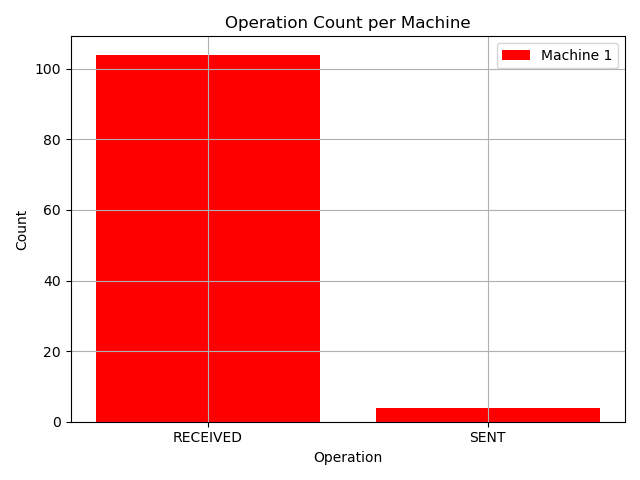 Operation Count per Machine
Machine 1
100
80
60
40
20
0
Count
RECEIVED
SENT
Operation